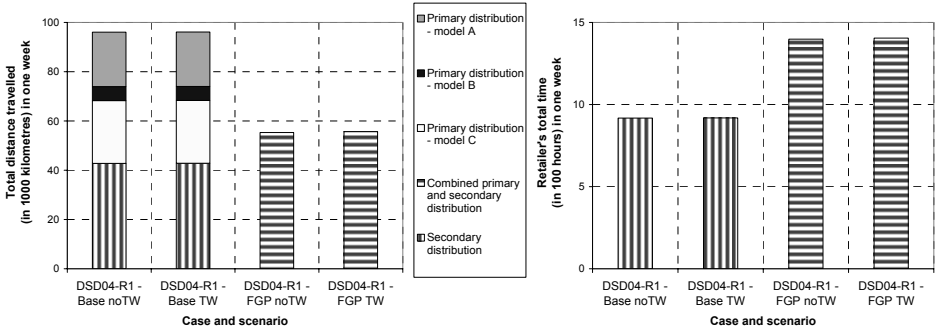 Total distance travelled
(in 1000 kilometres) in one week
100
80
60
40
20
0
DSD04-R1 -
Base noTW
DSD04-R1 -
Base TW
DSD04-R1 -
FGP noTW
DSD04-R1 -
FGP TW
Case and scenario
Primary distribution
- model A
Primary distribution
- model B
Primary distribution
- model C
Combined primary
and secondary
distribution
Secondary
distribution
Retailer's total time
(in 100 hours) in one week
15
10
5
0
DSD04-R1 -
Base noTW
DSD04-R1 -
Base TW
DSD04-R1 -
FGP noTW
DSD04-R1 -
FGP TW
Case and scenario